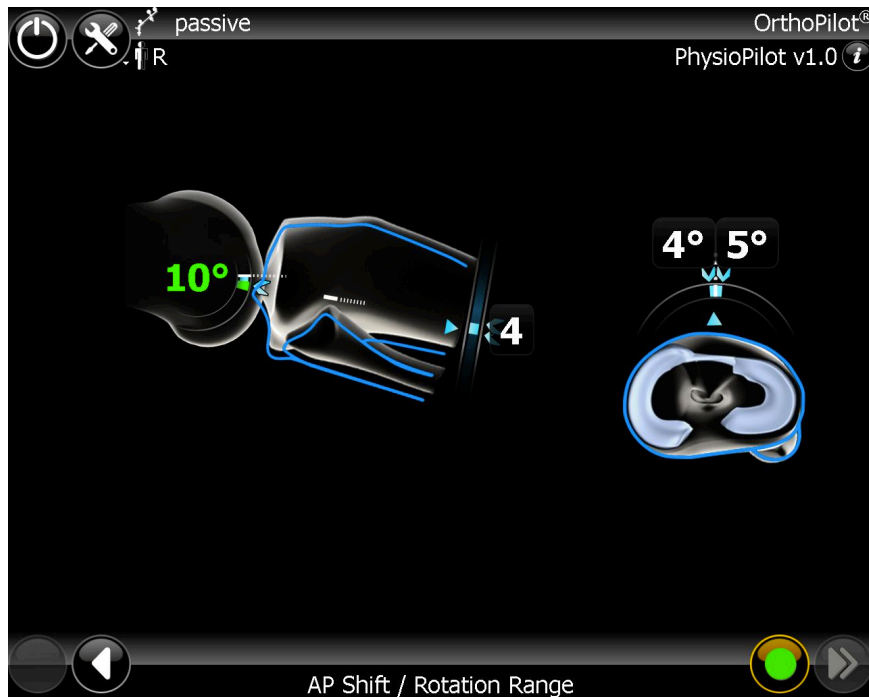 passive
OrthoPilot®
R
PhysioPilot v1.0 i
10°
4
4° 5°
AP Shift / Rotation Range